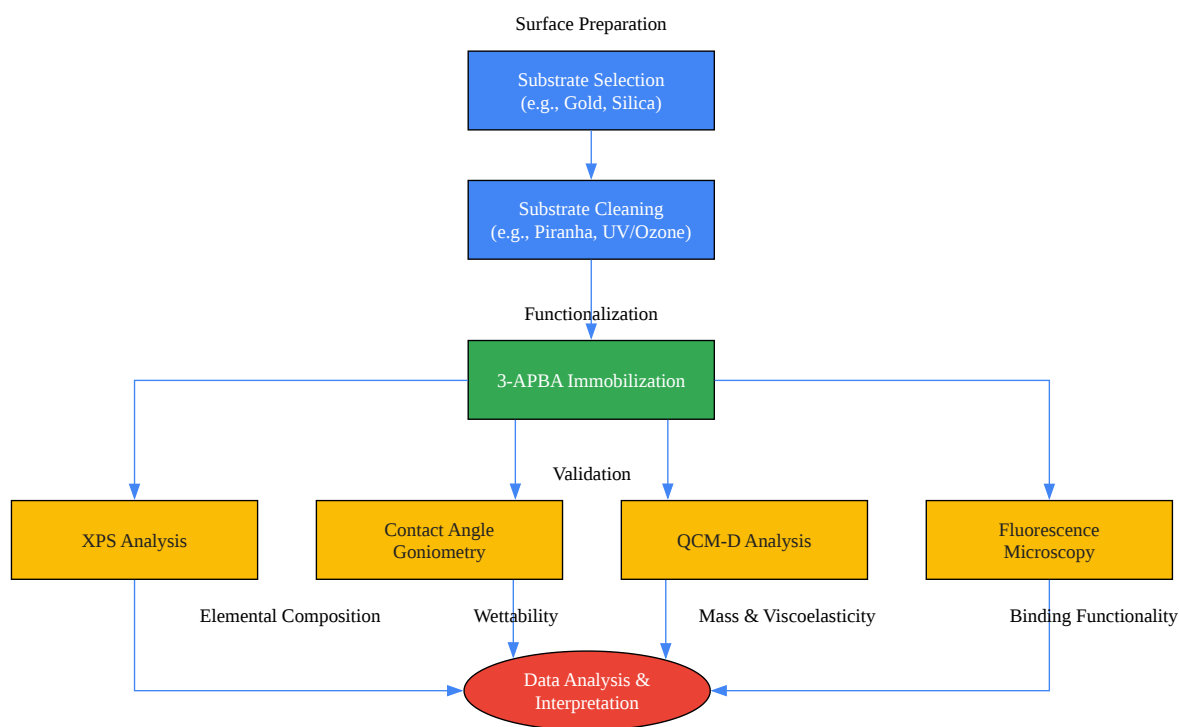 Surface Preparation
Substrate Selection
(e.g., Gold, Silica)
Substrate Cleaning
(e.g., Piranha, UV/Ozone)
Functionalization
3-APBA Immobilization
Validation
XPS Analysis
Contact Angle
Goniometry
QCM-D Analysis
Fluorescence
Microscopy
Elemental Composition
Wettability
Mass & Viscoelasticity
Binding Functionality
Data Analysis &
Interpretation